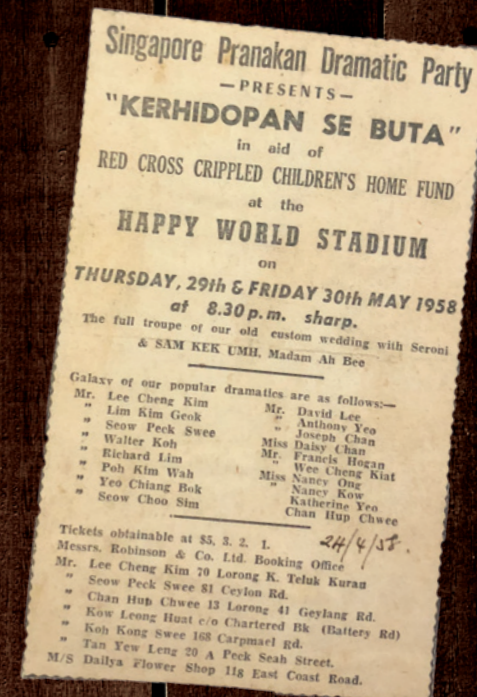 Singapore Pranakan Dramatic Party
—PRESENTS—
"KERHIDOPAN SE BUTA"
in aid of
RED CROSS CRIPPLED CHILDREN'S HOME FUND
at the
HAPPY WORLD STADIUM
on
THURSDAY, 29th & FRIDAY 30th MAY 1958
at 8.30 p.m. sharp.
The full troupe of our old custom wedding with Seroni
& SAM KEK UMH, Madam Ah Bee
Galaxy of our popular dramatics are as follows:—
Mr. Lee Cheng Kim
" Lim Kim Geok
" Seow Peck Swee
" Walter Koh
" Richard Lim
" Poh Kim Wah
" Yeo Chiang Bok
" Seow Choo Sim
Mr. David Lee
" Anthony Yeo
" Joseph Chan
Miss Daisy Chan
Mr. Francis Hogan
" Wee Cheng Kiat
Miss Nancy Ong
" Nancy Kow
Katherine Yeo
Chan Hup Chwee
24/4/58.
Tickets obtainable at $5, 3. 2. 1.
Messrs. Robinson & Co. Ltd. Booking Office
Mr. Lee Cheng Kim 70 Lorong K. Teluk Kurau
" Seow Peck Swee 81 Ceylon Rd.
" Chan Hup Chwee 13 Lorong 41 Geylang Rd.
" Kow Leong Huat c/o Chartered Bk (Battery Rd)
" Koh Kong Swee 168 Carpmael Rd.
" Tan Yew Leng 20 A Peck Seah Street.
M/S Dailya Flower Shop 118 East Coast Road.